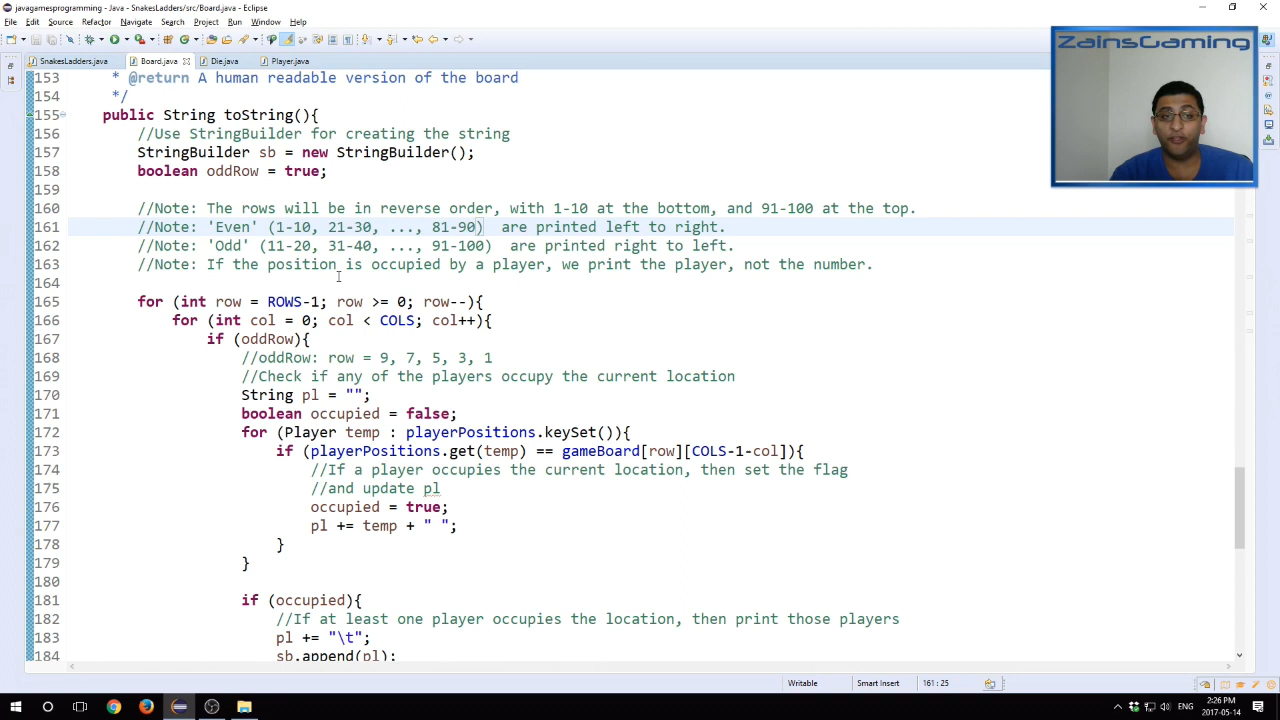 javagamesprogramming - Java - SnakesLadders/src/Board.java - Eclipse
File Edit Source Refactor Navigate Search Project Run Window Help
SnakesLadders.java Board.java Die.java Player.java
ZainsGaming
153 * @return A human readable version of the board
154 */
155 public String toString(){
156 //Use StringBuilder for creating the string
157 StringBuilder sb = new StringBuilder();
158 boolean oddRow = true;
159
160 //Note: The rows will be in reverse order, with 1-10 at the bottom, and 91-100 at the top.
161 //Note: 'Even' (1-10, 21-30, ..., 81-90)  are printed left to right.
162 //Note: 'Odd' (11-20, 31-40, ..., 91-100)  are printed right to left.
163 //Note: If the position is occupied by a player, we print the player, not the number.
164
165 for (int row = ROWS-1; row >= 0; row--){
166 for (int col = 0; col < COLS; col++){
167 if (oddRow){
168 //oddRow: row = 9, 7, 5, 3, 1
169 //Check if any of the players occupy the current location
170 String pl = "";
171 boolean occupied = false;
172 for (Player temp : playerPositions.keySet()){
173 if (playerPositions.get(temp) == gameBoard[row][COLS-1-col]){
174 //If a player occupies the current location, then set the flag
175 //and update pl
176 occupied = true;
177 pl += temp + " ";
178 }
179 }
180
181 if (occupied){
182 //If at least one player occupies the location, then print those players
183 pl += "\t";
184 sb.append(pl);
Writable Smart Insert 161 : 25
ENG 2:26 PM
2017-05-14